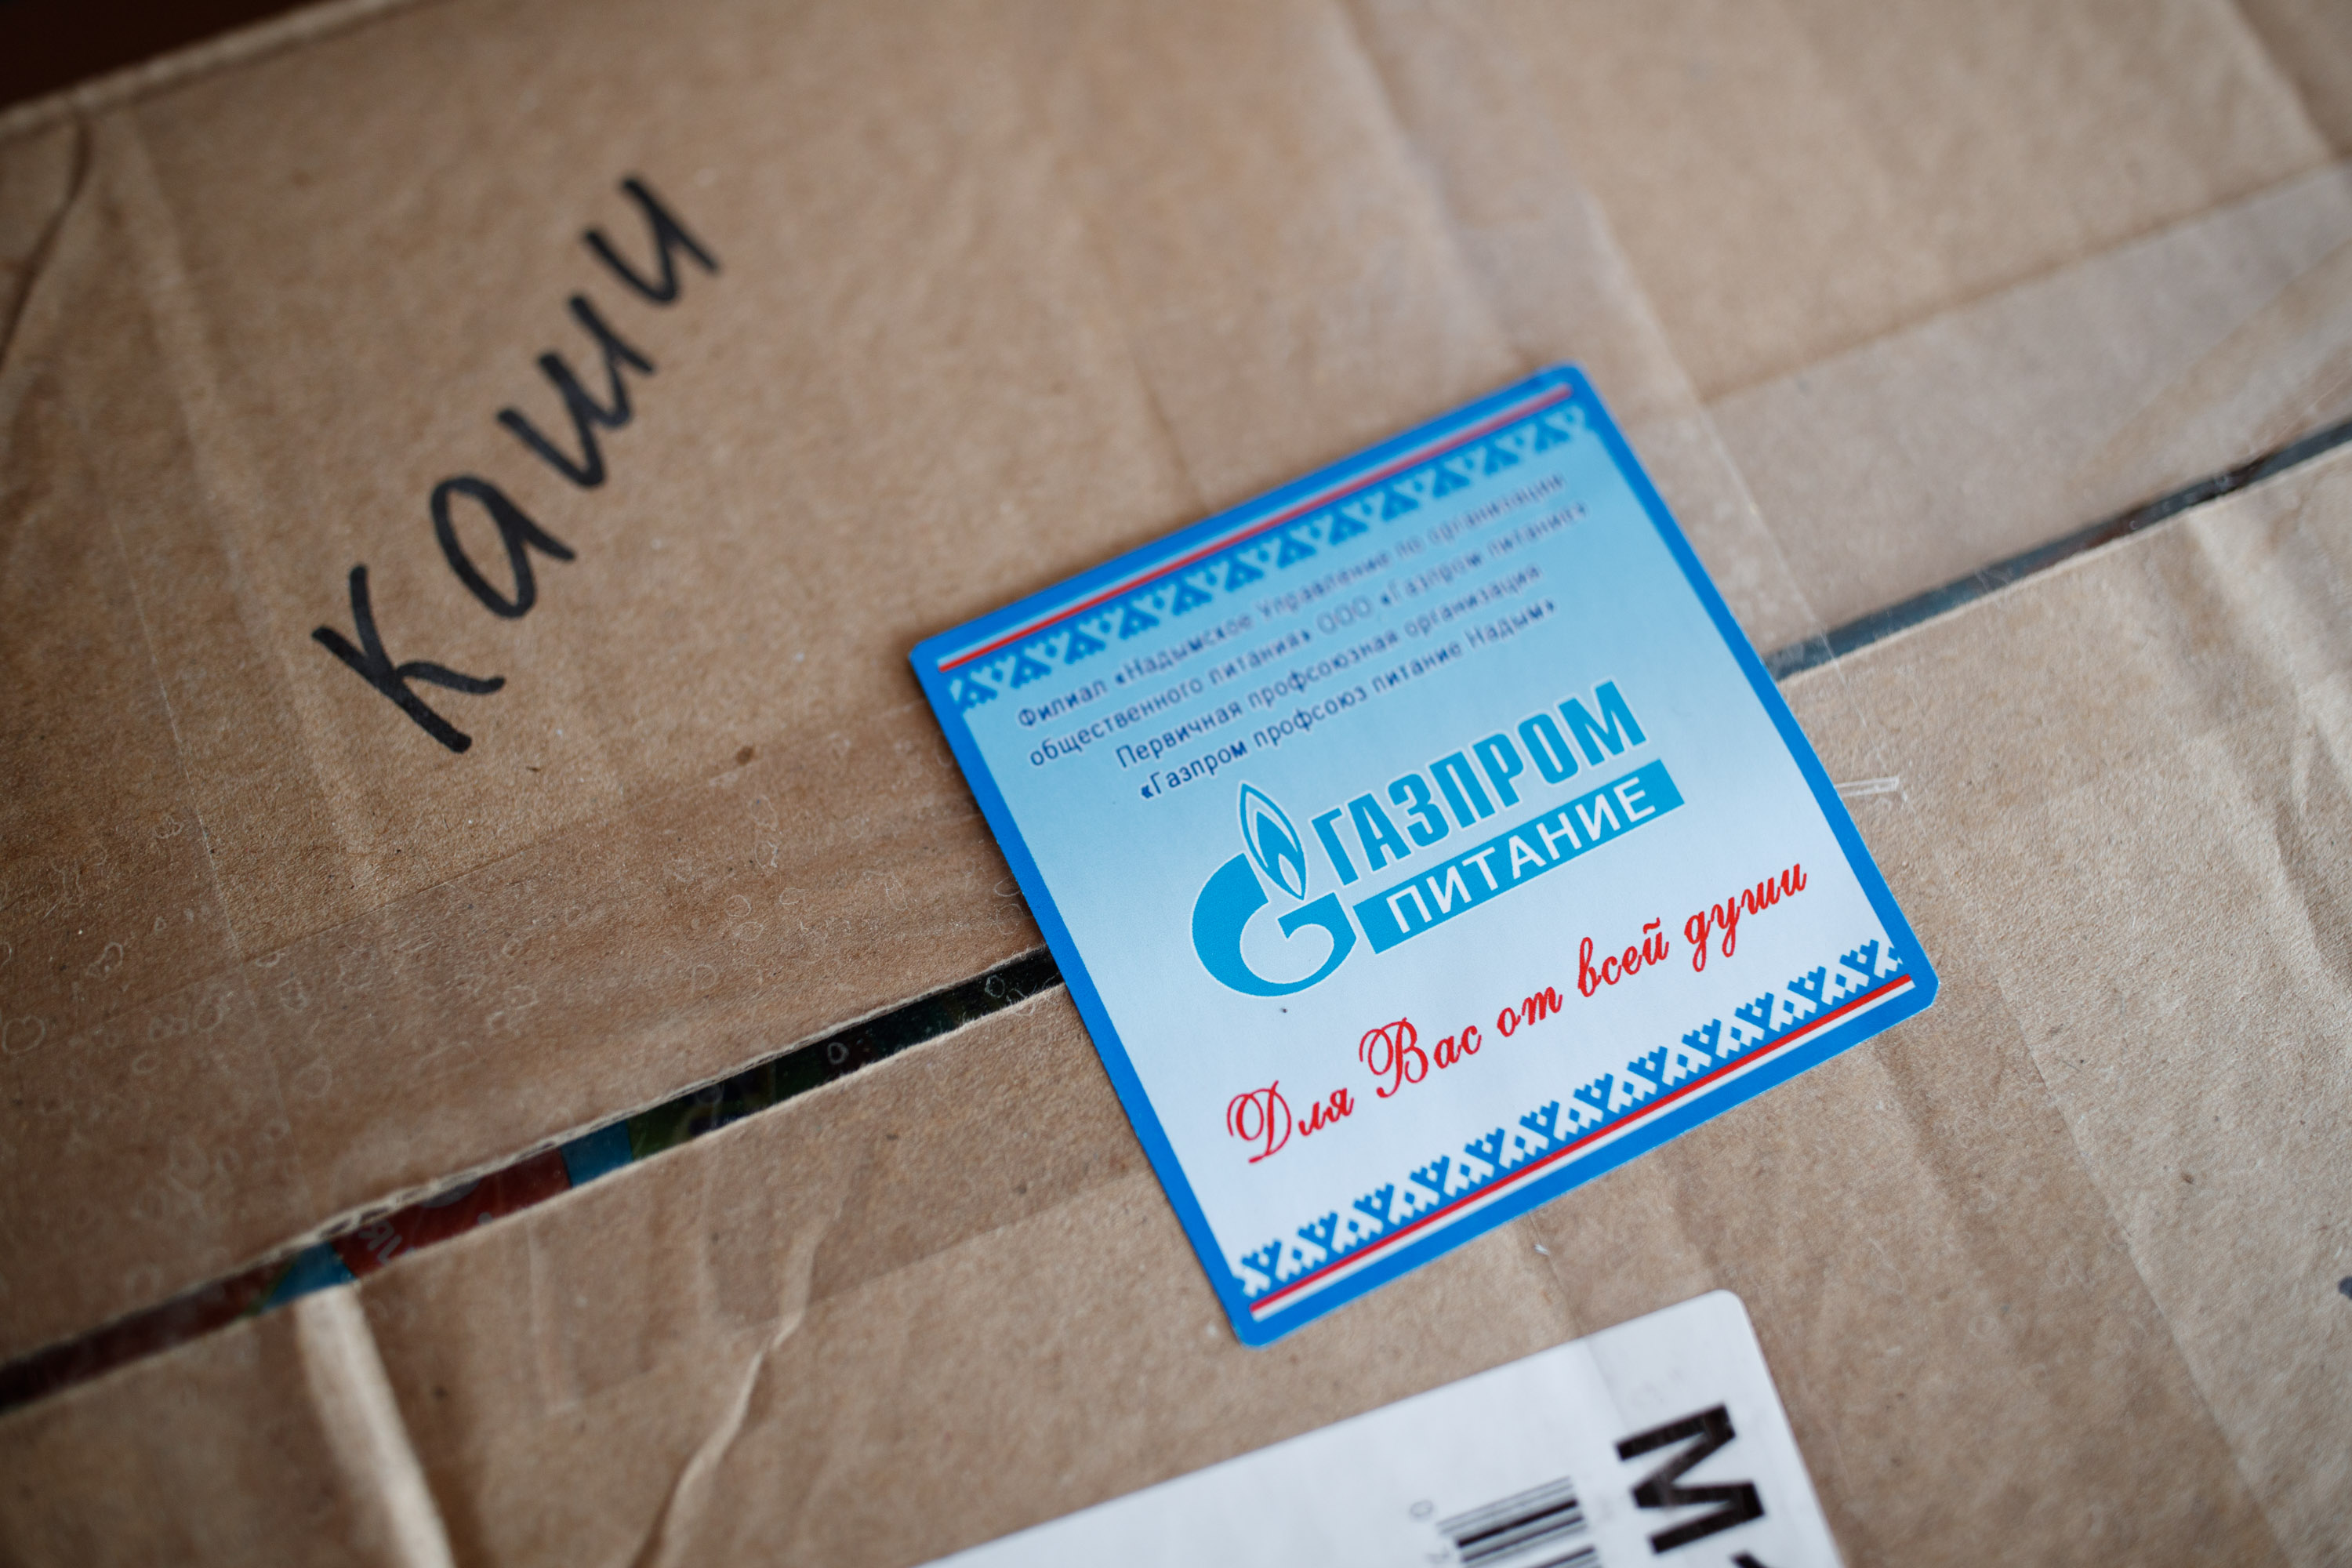 Каши
Филиал «Надымское Управление по организации
общественного питания» ООО «Газпром питание»
Первичная профсоюзная организация
«Газпром профсоюз питание Надым»
ГАЗПРОМ
ПИТАНИЕ
Для Вас от всей души
М